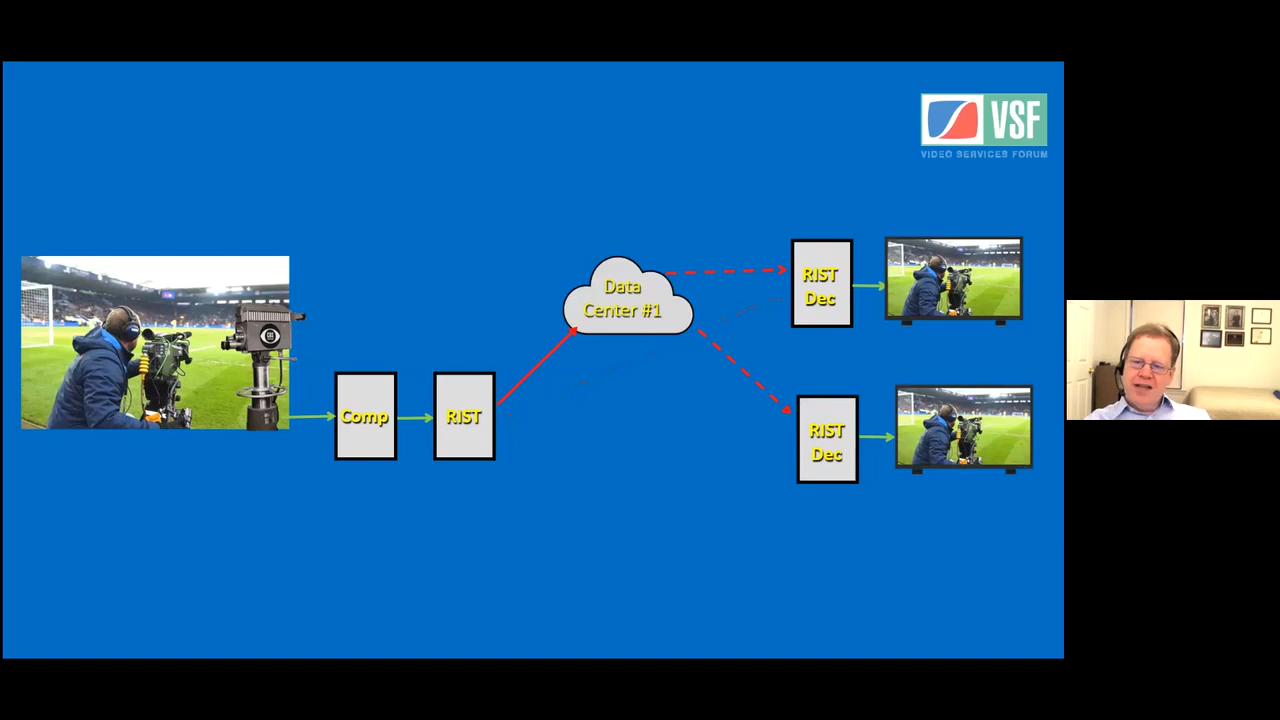 VSF
VIDEO SERVICES FORUM
Data
Center #1
RIST
Dec
Comp
RIST
RIST
Dec